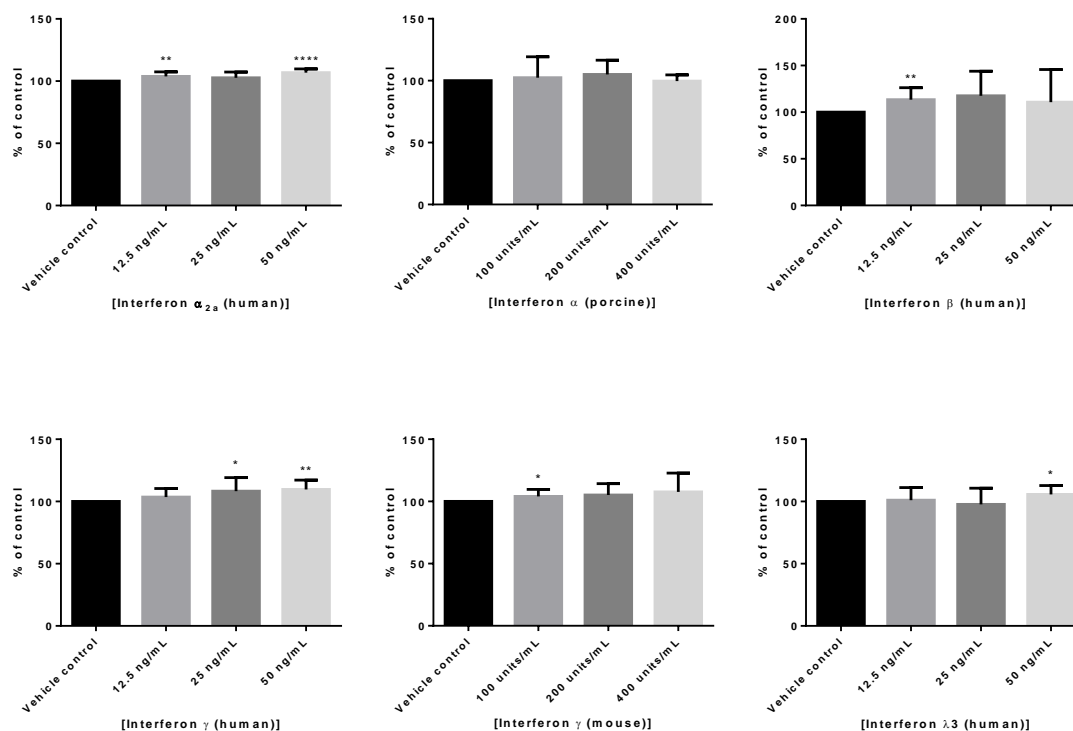 150
100
50
0
% of control
**
****
Vehicle control
12.5 ng/mL
25 ng/mL
50 ng/mL
[Interferon α2a (human)]
150
100
50
0
% of control
Vehicle control
100 units/mL
200 units/mL
400 units/mL
[Interferon α (porcine)]
200
150
100
50
0
% of control
**
Vehicle control
12.5 ng/mL
25 ng/mL
50 ng/mL
[Interferon β (human)]
150
100
50
0
% of control
*
**
Vehicle control
12.5 ng/mL
25 ng/mL
50 ng/mL
[Interferon γ (human)]
150
100
50
0
% of control
*
Vehicle control
100 units/mL
200 units/mL
400 units/mL
[Interferon γ (mouse)]
150
100
50
0
% of control
*
Vehicle control
12.5 ng/mL
25 ng/mL
50 ng/mL
[Interferon λ3 (human)]